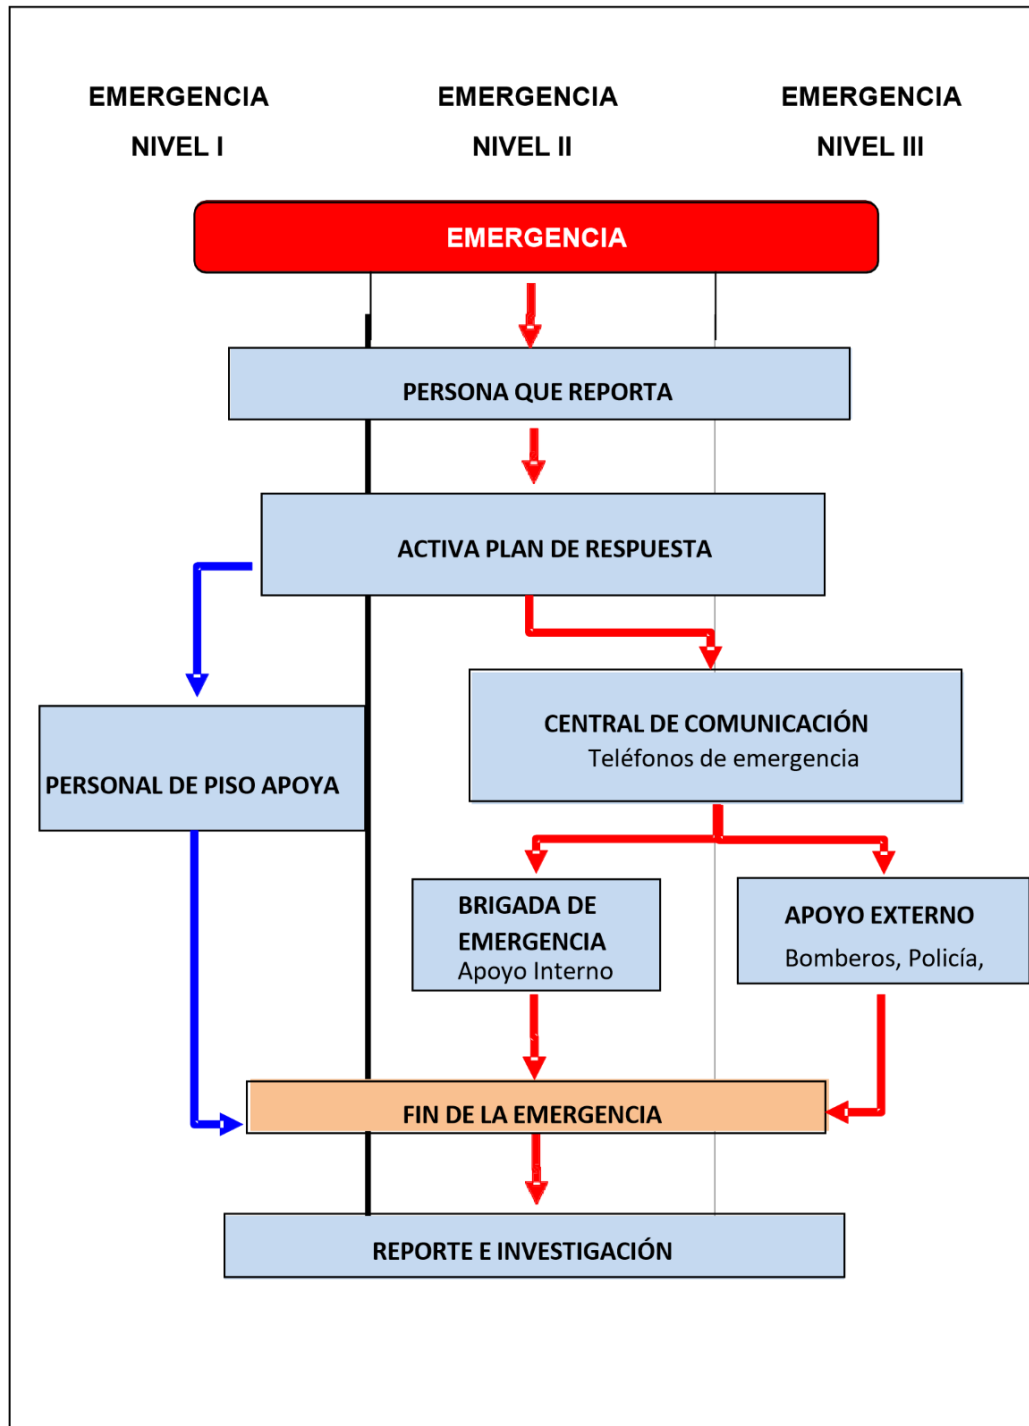 EMERGENCIA
NIVEL I
EMERGENCIA
NIVEL II
EMERGENCIA
NIVEL III
EMERGENCIA
PERSONA QUE REPORTA
ACTIVA PLAN DE RESPUESTA
PERSONAL DE PISO APOYA
CENTRAL DE COMUNICACIÓN
Teléfonos de emergencia
BRIGADA DE
EMERGENCIA
Apoyo Interno
APOYO EXTERNO
Bomberos, Policía,
FIN DE LA EMERGENCIA
REPORTE E INVESTIGACIÓN